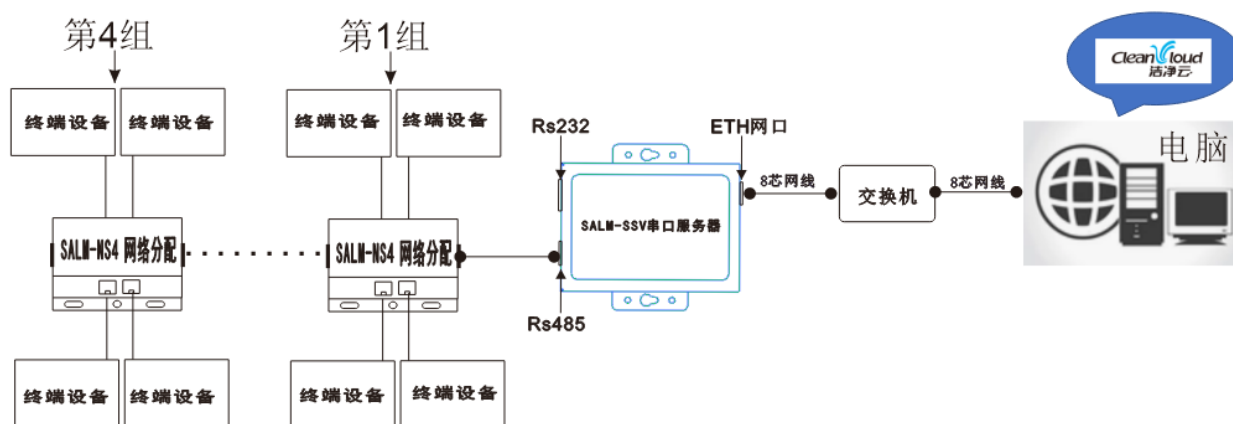 第4组
第1组
Clean Cloud
洁净云
终端设备
终端设备
终端设备
终端设备
Rs232
ETH网口
电脑
8芯网线
交换机
8芯网线
SALM-SSV串口服务器
SALM-NS4 网络分配
SALM-NS4 网络分配
Rs485
终端设备
终端设备
终端设备
终端设备